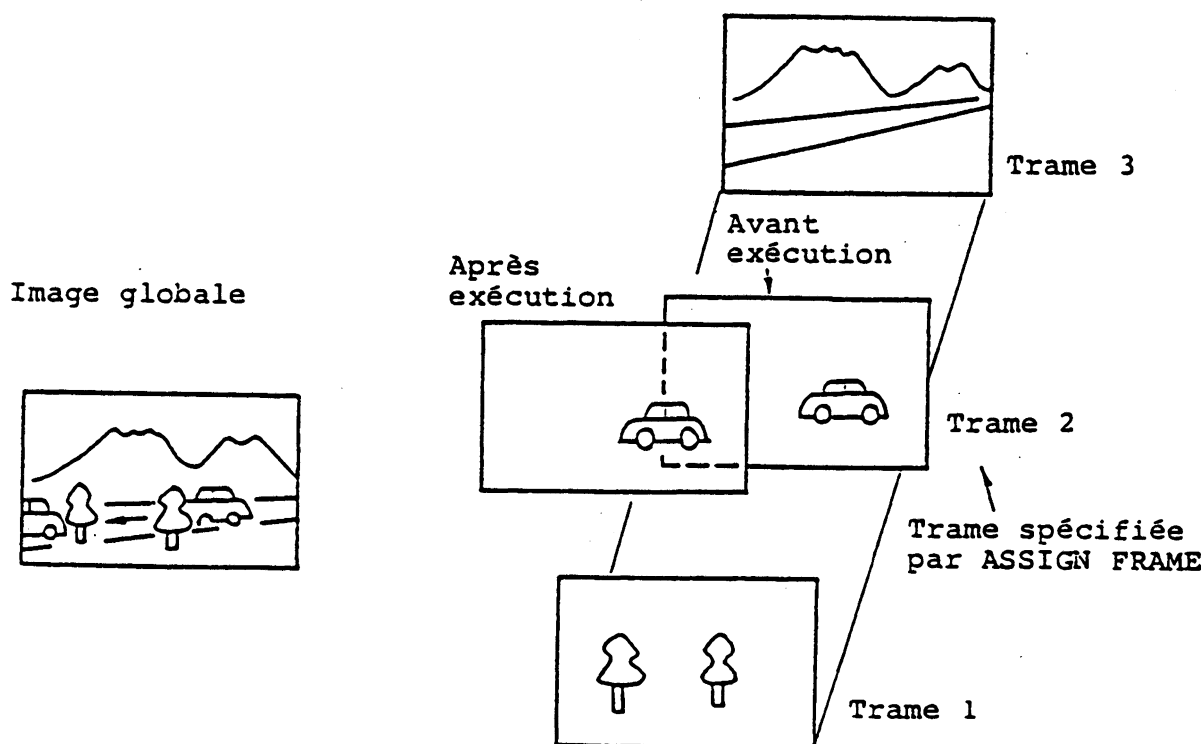 Trame 3
Avant
exécution
Après
exécution
Image globale
Trame 2
Trame spécifiée
par ASSIGN FRAME
Trame 1